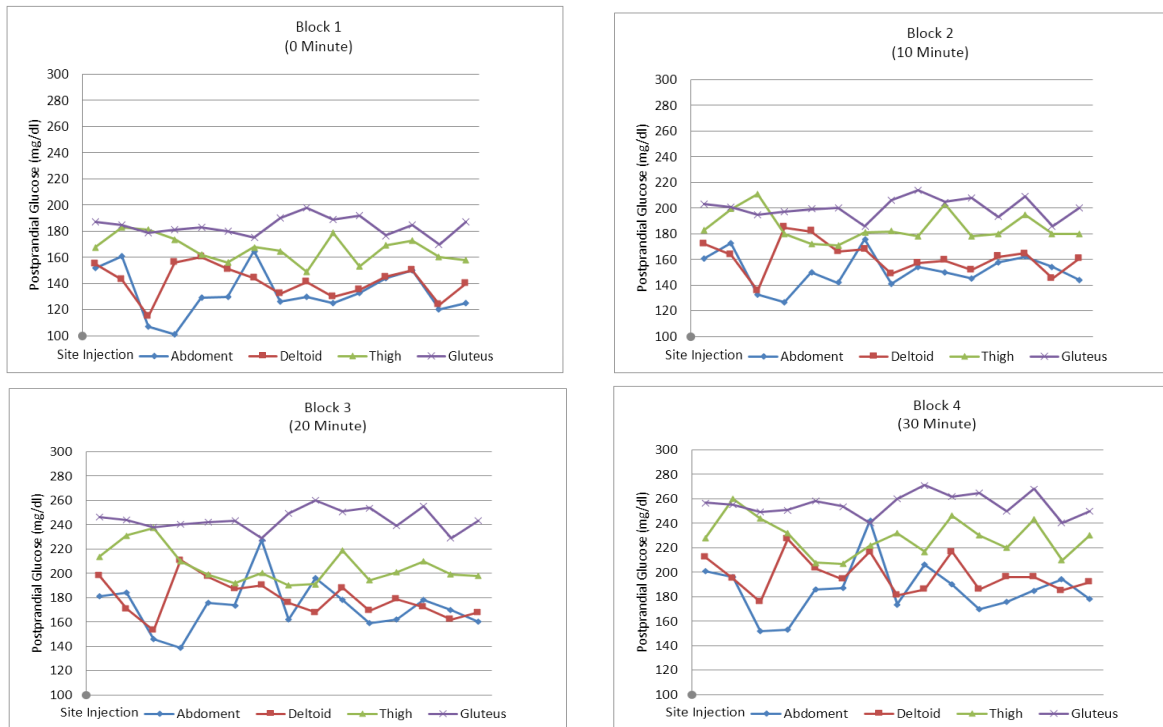 Block 1
(0 Minute)
Postprandial Glucose (mg/dl)
300
280
260
240
220
200
180
160
140
120
100
Site Injection Abdoment Deltoid Thigh Gluteus
Block 2
(10 Minute)
Postprandial Glucose (mg/dl)
300
280
260
240
220
200
180
160
140
120
100
Site Injection Abdoment Deltoid Thigh Gluteus
Block 3
(20 Minute)
Postprandial Glucose (mg/dl)
300
280
260
240
220
200
180
160
140
120
100
Site Injection Abdoment Deltoid Thigh Gluteus
Block 4
(30 Minute)
Postprandial Glucose (mg/dl)
300
280
260
240
220
200
180
160
140
120
100
Site Injection Abdoment Deltoid Thigh Gluteus